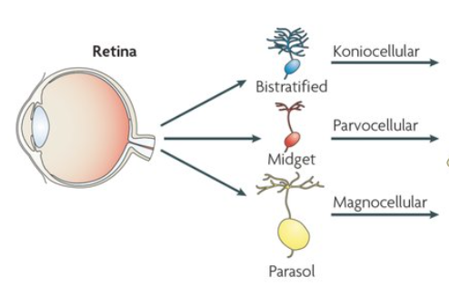 Retina
Koniocellular
Bistratified
Parvocellular
Midget
Magnocellular
Parasol